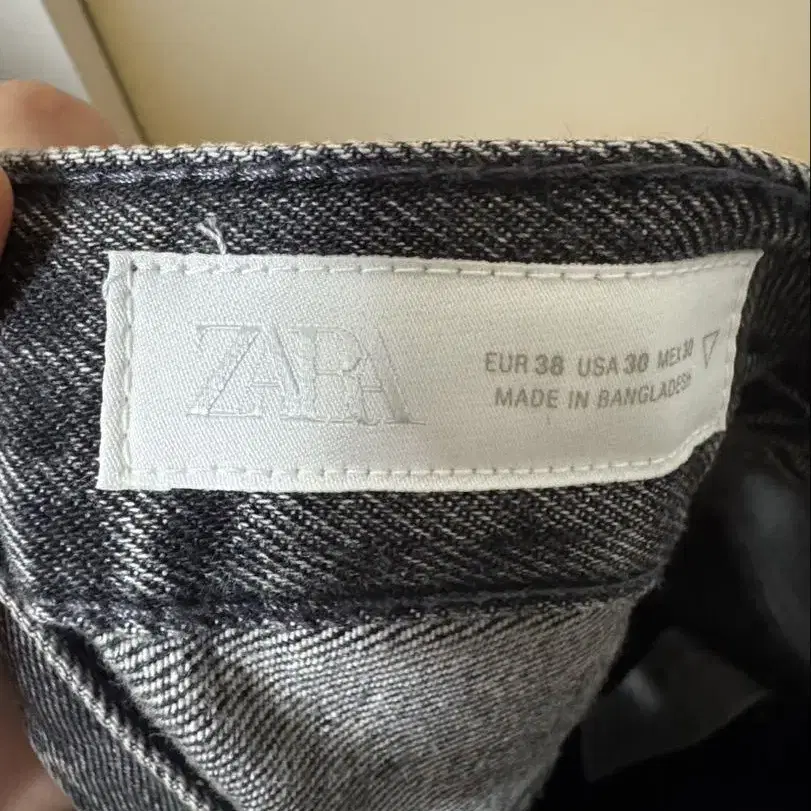 ZARA
EUR 38 USA 30 MEX 30
MADE IN BANGLADESH